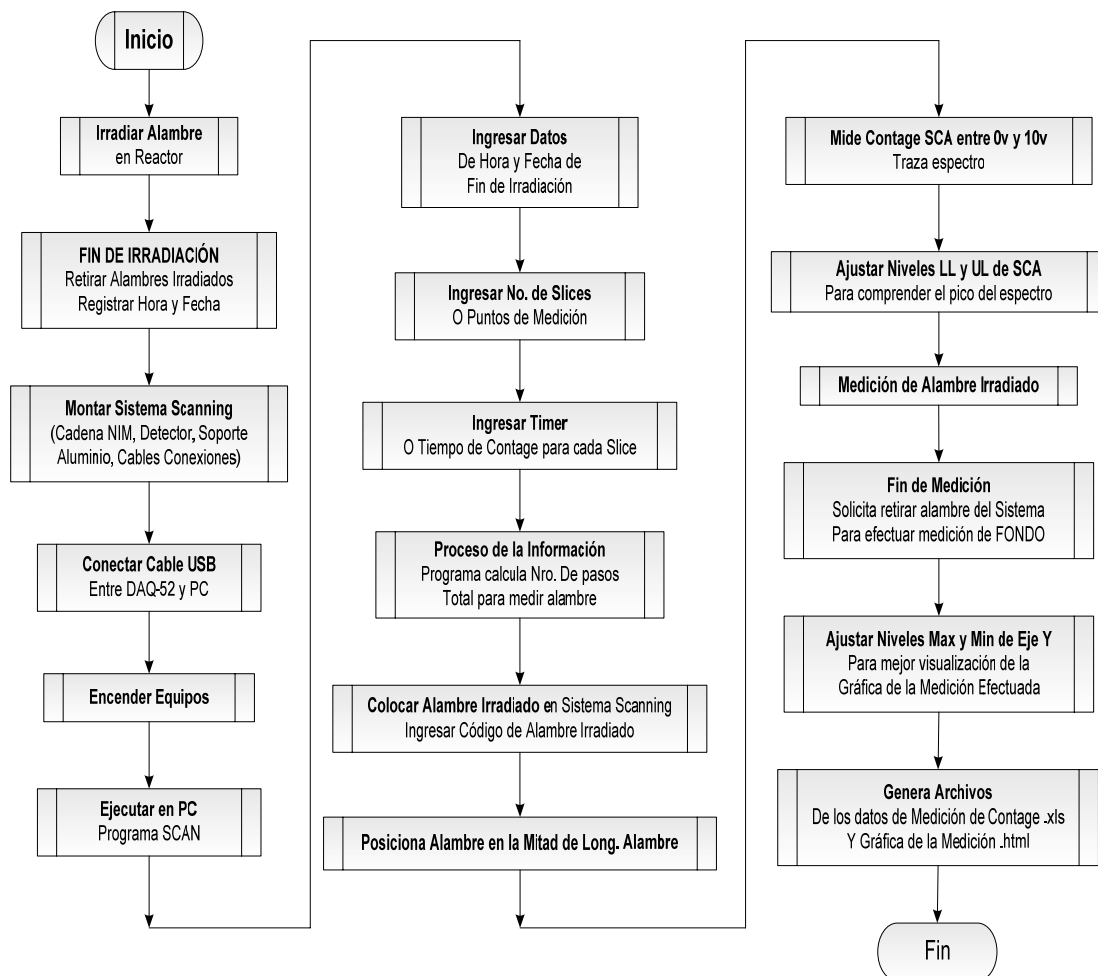 Inicio
Irradiar Alambre
en Reactor
FIN DE IRRADIACIÓN
Retirar Alambres Irradiados
Registrar Hora y Fecha
Montar Sistema Scanning
(Cadena NIM, Detector, Soporte
Aluminio, Cables Conexiones)
Conectar Cable USB
Entre DAQ-52 y PC
Encender Equipos
Ejecutar en PC
Programa SCAN
Ingresar Datos
De Hora y Fecha de
Fin de Irradiación
Ingresar No. de Slices
O Puntos de Medición
Ingresar Timer
O Tiempo de Contage para cada Slice
Proceso de la Información
Programa calcula Nro. De pasos
Total para medir alambre
Colocar Alambre Irradiado en Sistema Scanning
Ingresar Código de Alambre Irradiado
Posiciona Alambre en la Mitad de Long. Alambre
Mide Contage SCA entre 0v y 10v
Traza espectro
Ajustar Niveles LL y UL de SCA
Para comprender el pico del espectro
Medición de Alambre Irradiado
Fin de Medición
Solicita retirar alambre del Sistema
Para efectuar medición de FONDO
Ajustar Niveles Max y Min de Eje Y
Para mejor visualización de la
Gráfica de la Medición Efectuada
Genera Archivos
De los datos de Medición de Contage .xls
Y Gráfica de la Medición .html
Fin